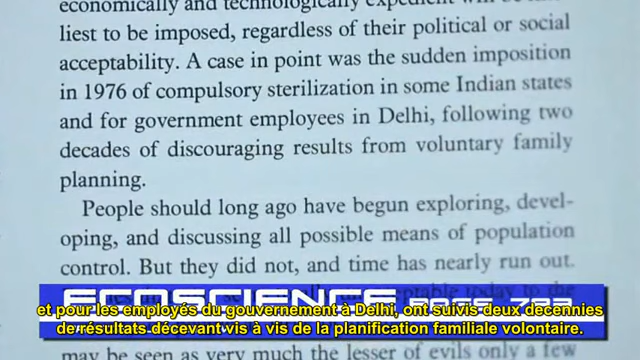 economically and technologically expedient will be the
liest to be imposed, regardless of their political or social
acceptability. A case in point was the sudden imposition
in 1976 of compulsory sterilization in some Indian states
and for government employees in Delhi, following two
decades of discouraging results from voluntary family
planning.
People should long ago have begun exploring, devel-
oping, and discussing all possible means of population
control. But they did not, and time has nearly run out.
ECOSCIENCE PAGE
et pour les employés du gouvernement à Delhi, ont suivis deux decennies
de résultats décevant vis à vis de la planification familiale volontaire.
may be seen as very much the lesser of evils only a few